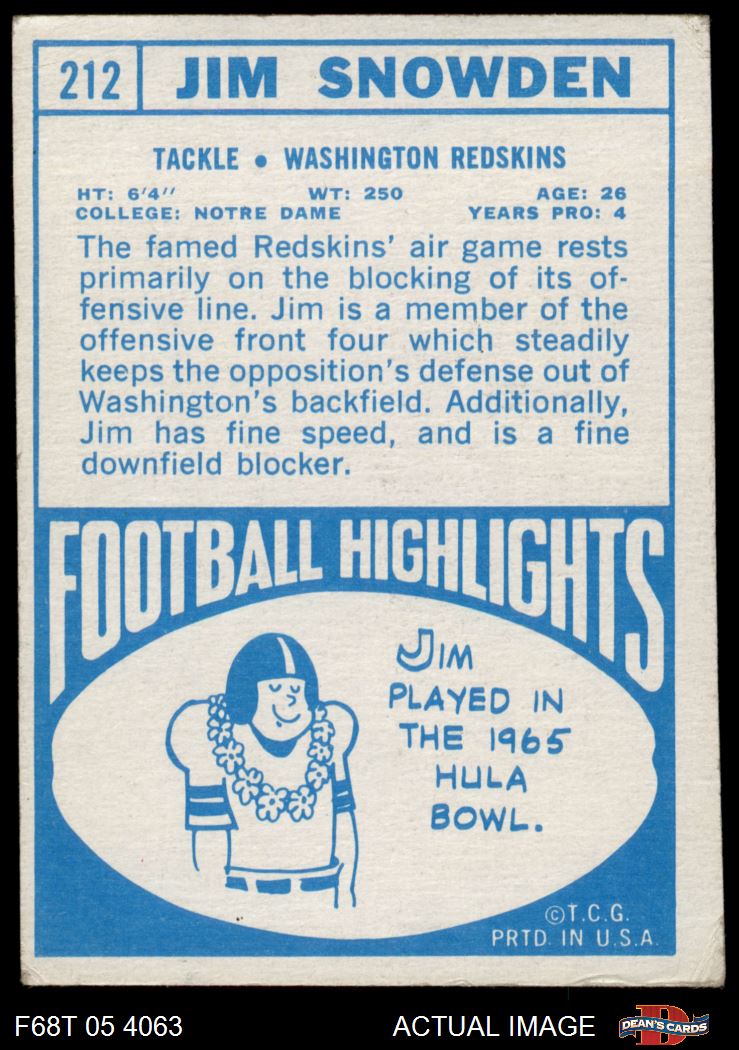 212 JIM SNOWDEN
TACKLE • WASHINGTON REDSKINS
HT: 6'4" WT: 250 AGE: 26
COLLEGE: NOTRE DAME YEARS PRO: 4
The famed Redskins' air game rests
primarily on the blocking of its of-
fensive line. Jim is a member of the
offensive front four which steadily
keeps the opposition's defense out of
Washington's backfield. Additionally,
Jim has fine speed, and is a fine
downfield blocker.
FOOTBALL HIGHLIGHTS
JIM
PLAYED IN
THE 1965
HULA
BOWL.
©T.C.G.
PRTD. IN U.S.A.
F68T 05 4063 ACTUAL IMAGE D DEAN'S CARDS